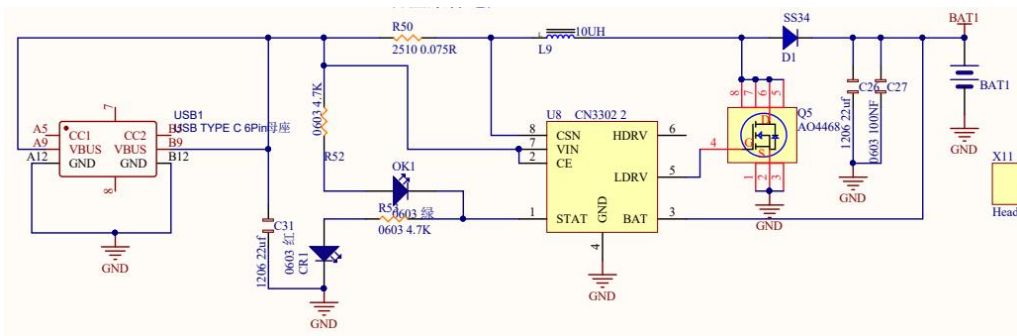 R50
2510 0.075R
10UH
L9
SS34
D1
BAT1
C26
C27
1206 22uf
0603 100NF
BAT1
GND
GND
X11
Head
7
USB1
USB TYPE C 6Pin母座
A5
A9
A12
CC1
VBUS
GND
CC2
VBUS
GND
B5
B9
B12
8
GND
0603 4.7K
R52
OK1
0603 绿
R53
0603 4.7K
C31
1206 22uf
0603 红
CR1
GND
U8
CN3302 2
8
7
2
1
CSN
VIN
CE
STAT
GND
4
HDRV
LDRV
BAT
6
5
3
GND
8
7
6
5
Q5
AO4468
D
G
S
4
1
2
3
GND